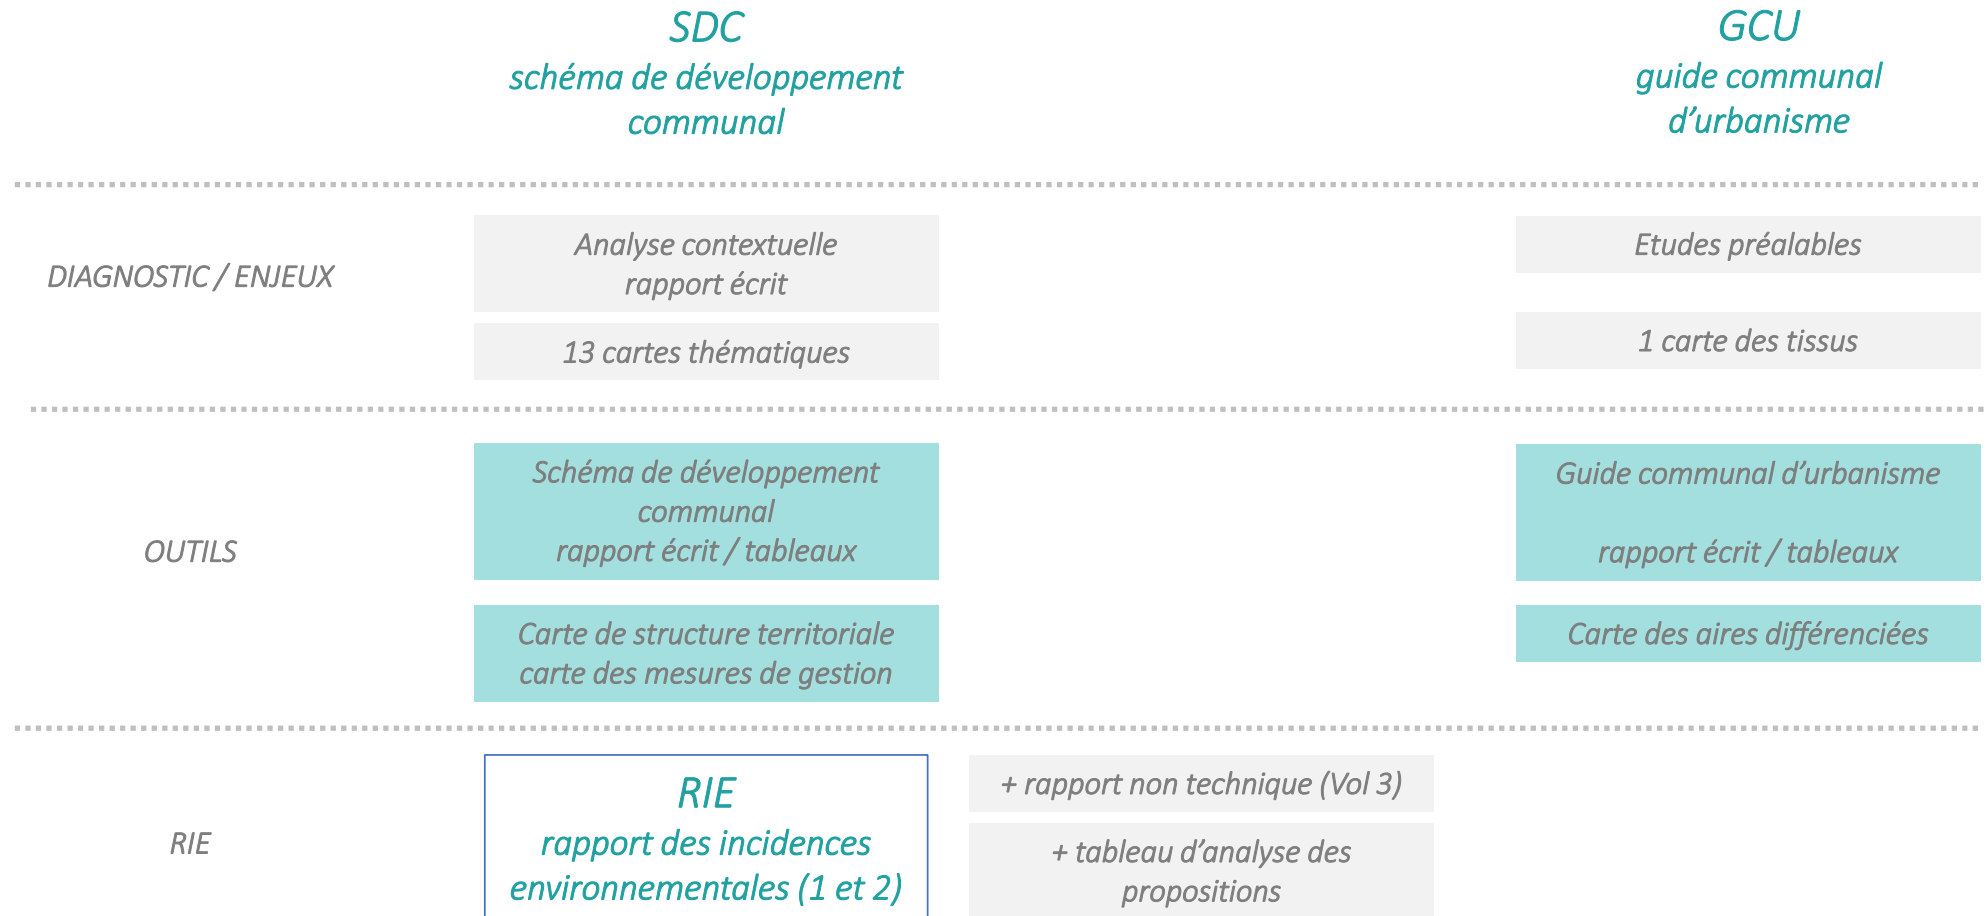 SDC
schéma de développement
communal
GCU
guide communal
d’urbanisme
DIAGNOSTIC / ENJEUX
Analyse contextuelle
rapport écrit
13 cartes thématiques
Etudes préalables
1 carte des tissus
OUTILS
Schéma de développement
communal
rapport écrit / tableaux
Carte de structure territoriale
carte des mesures de gestion
Guide communal d’urbanisme
rapport écrit / tableaux
Carte des aires différenciées
RIE
RIE
rapport des incidences
environnementales (1 et 2)
+ rapport non technique (Vol 3)
+ tableau d’analyse des
propositions